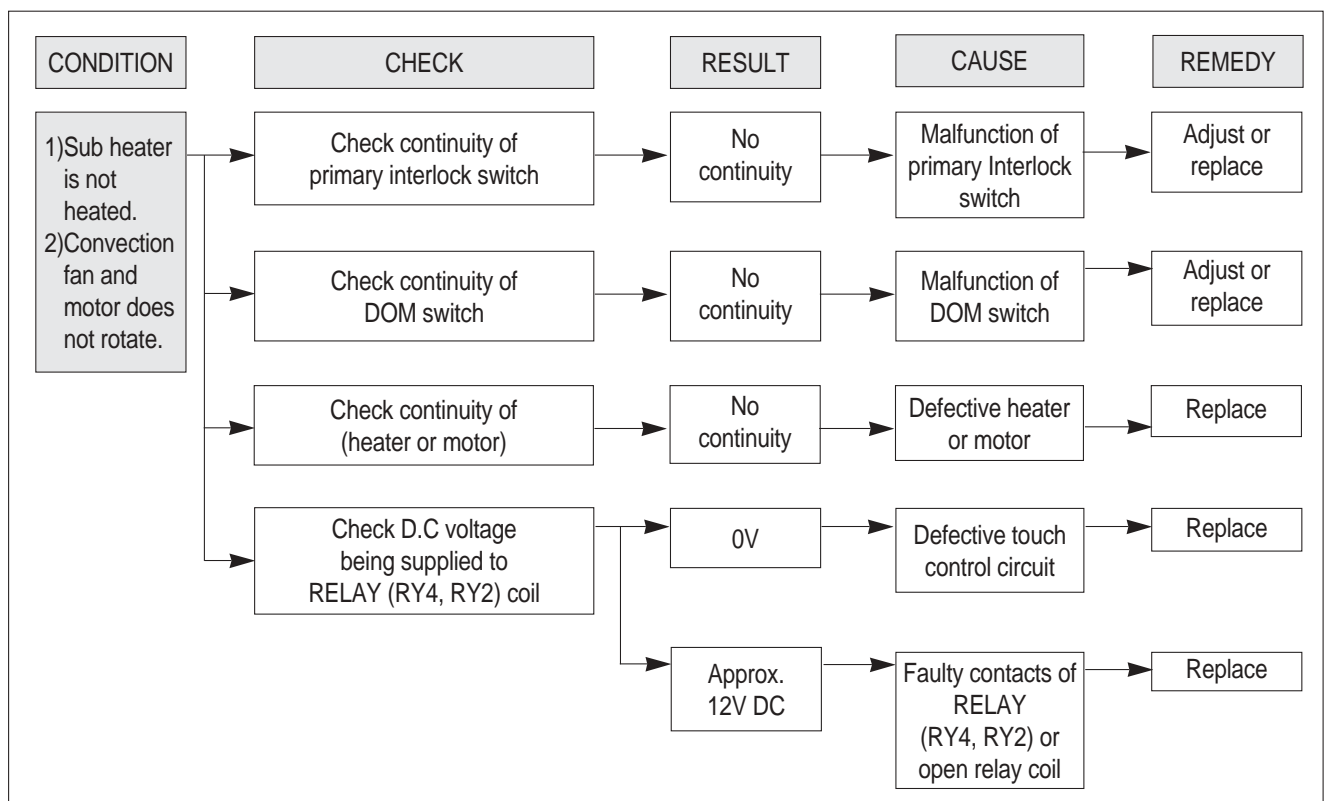 CONDITION
CHECK
RESULT
CAUSE
REMEDY
1)Sub heater
is not
heated.
2)Convection
fan and
motor does
not rotate.
Check continuity of
primary interlock switch
No
continuity
Malfunction of
primary Interlock
switch
Adjust or
replace
Check continuity of
DOM switch
No
continuity
Malfunction of
DOM switch
Adjust or
replace
Check continuity of
(heater or motor)
No
continuity
Defective heater
or motor
Replace
Check D.C voltage
being supplied to
RELAY (RY4, RY2) coil
0V
Defective touch
control circuit
Replace
Approx.
12V DC
Faulty contacts of
RELAY
(RY4, RY2) or
open relay coil
Replace